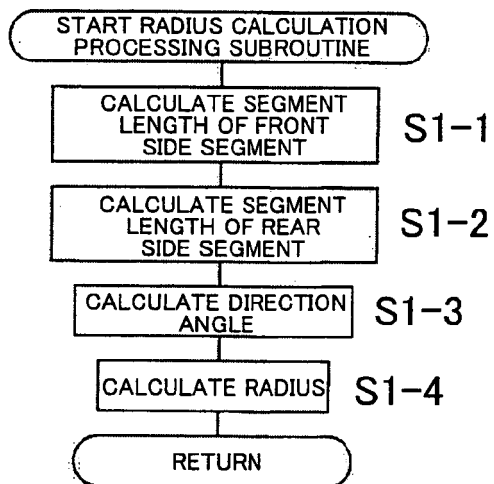 START RADIUS CALCULATION
PROCESSING SUBROUTINE
CALCULATE SEGMENT
LENGTH OF FRONT
SIDE SEGMENT
S1-1
CALCULATE SEGMENT
LENGTH OF REAR
SIDE SEGMENT
S1-2
CALCULATE DIRECTION
ANGLE
S1-3
CALCULATE RADIUS
S1-4
RETURN